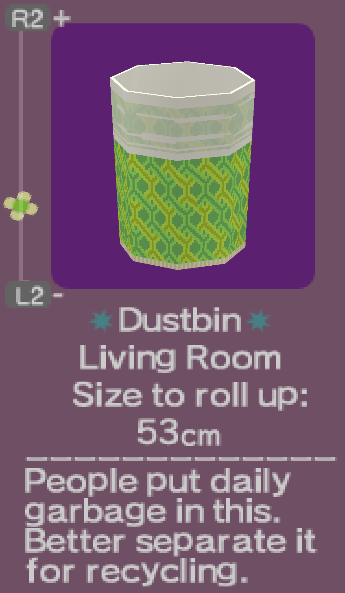 R2 +
L2 -
Dustbin
Living Room
Size to roll up:
53cm
People put daily
garbage in this.
Better separate it
for recycling.